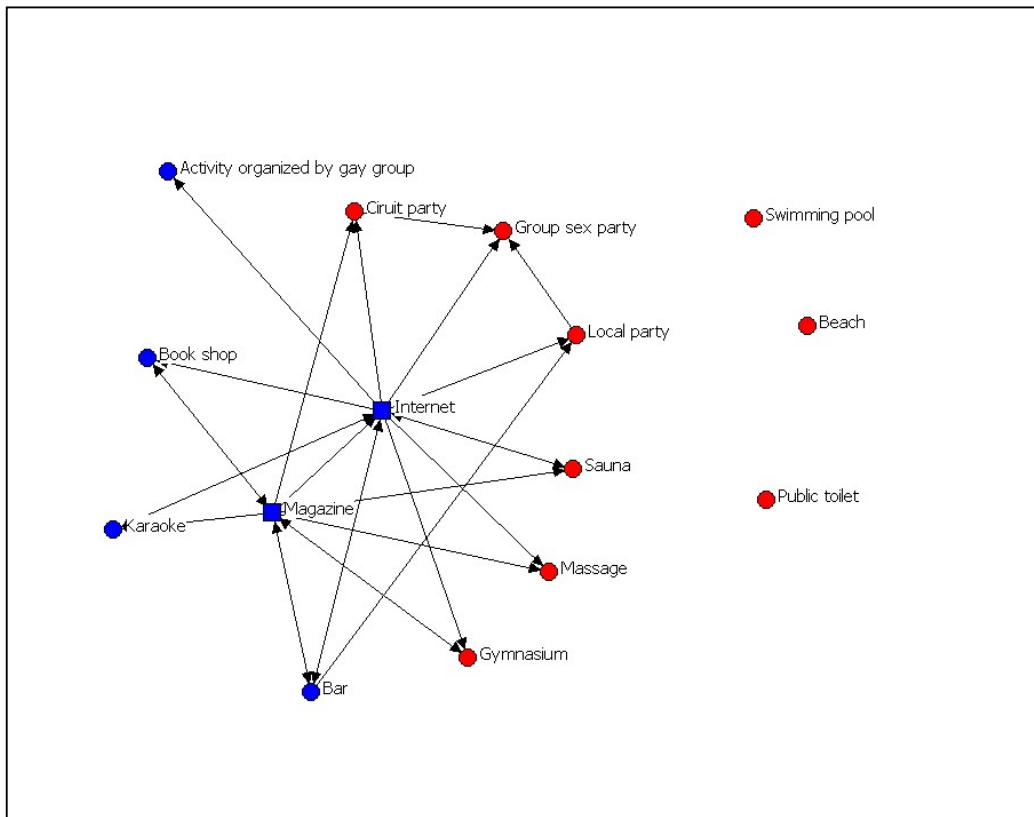 Activity organized by gay group
Ciruit party
Group sex party
Swimming pool
Local party
Beach
Book shop
Internet
Sauna
Public toilet
Magazine
Karaoke
Massage
Gymnasium
Bar